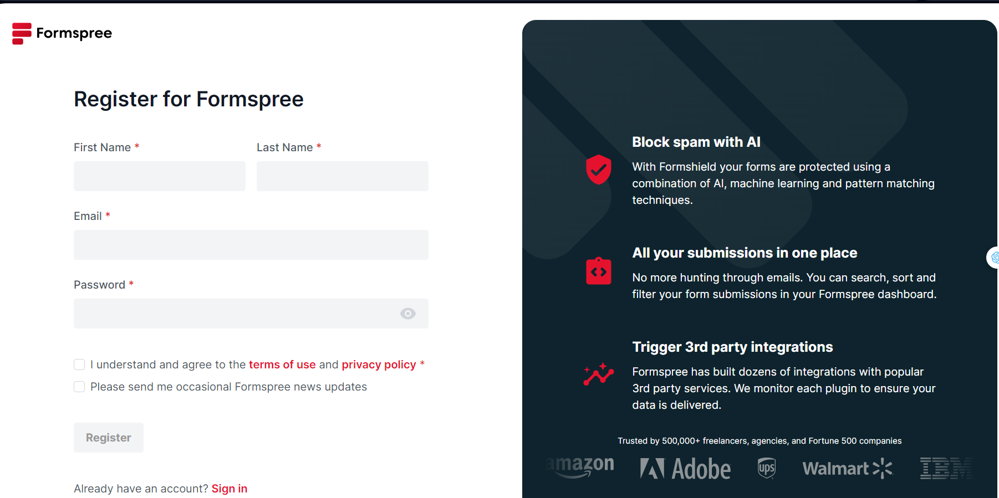 Formspree
Register for Formspree
First Name *
Last Name *
Email *
Password *
I understand and agree to the terms of use and privacy policy *
Please send me occasional Formspree news updates
Register
Already have an account? Sign in
Block spam with AI
With Formshield your forms are protected using a
combination of AI, machine learning and pattern matching
techniques.
All your submissions in one place
No more hunting through emails. You can search, sort and
filter your form submissions in your Formspree dashboard.
Trigger 3rd party integrations
Formspree has built dozens of integrations with popular
3rd party services. We monitor each plugin to ensure your
data is delivered.
Trusted by 500,000+ freelancers, agencies, and Fortune 500 companies
amazon Adobe ups Walmart IBM